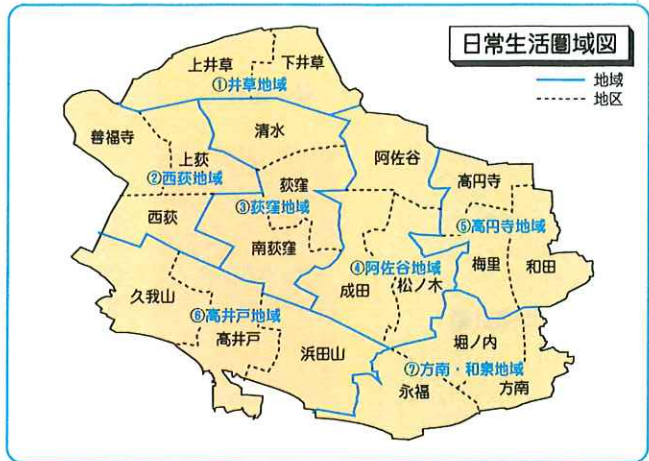 日常生活圏域図
地域
地区
上井草
下井草
①井草地域
善福寺
清水
上荻
阿佐谷
荻窪
高円寺
②西荻地域
西荻
③荻窪地域
⑤高円寺地域
南荻窪
梅里
和田
④阿佐谷地域
成田
松ノ木
久我山
⑥高井戸地域
高井戸
浜田山
堀ノ内
⑦方南・和泉地域
永福
方南